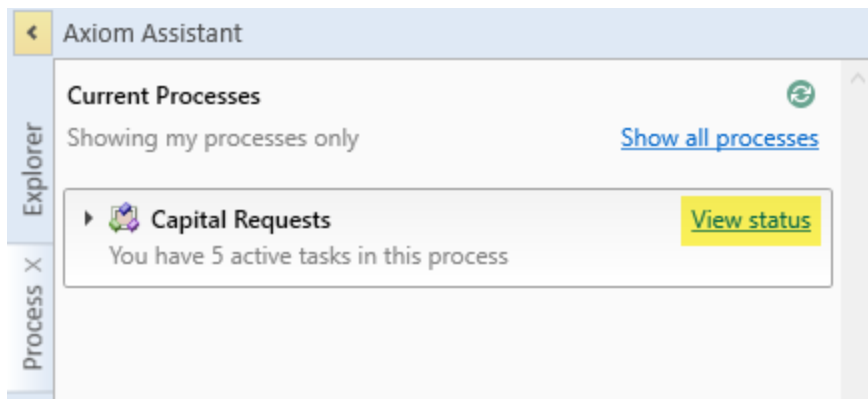 Axiom Assistant
Current Processes
Showing my processes only
Show all processes
Capital Requests
View status
You have 5 active tasks in this process
Explorer
Process